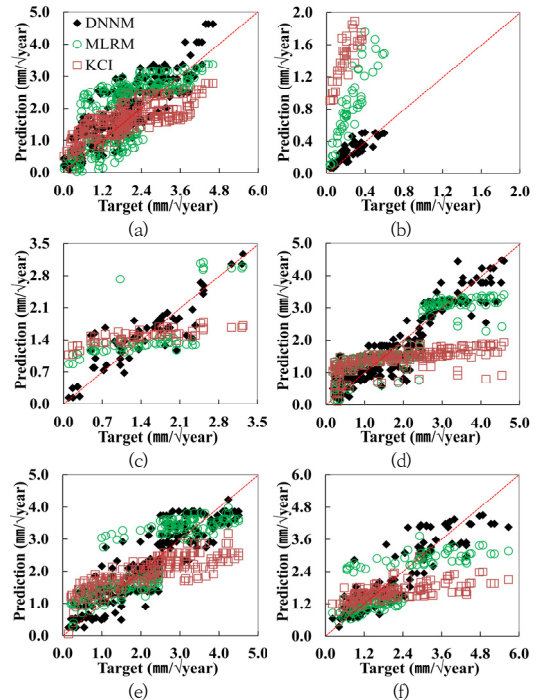 5.0
4.0
3.0
2.0
1.0
0.0
Prediction (㎜/√year)
DNNM
MLRM
KCI
0.0 1.2 2.4 3.6 4.8 6.0
Target (㎜/√year)
(a)
2.0
1.6
1.2
0.8
0.4
0.0
Prediction (㎜/√year)
0.0 0.4 0.8 1.2 1.6 2.0
Target (㎜/√year)
(b)
3.5
2.8
2.1
1.4
0.7
0.0
Prediction (㎜/√year)
0.0 0.7 1.4 2.1 2.8 3.5
Target (㎜/√year)
(c)
5.0
4.0
3.0
2.0
1.0
0.0
Prediction (㎜/√year)
0.0 1.0 2.0 3.0 4.0 5.0
Target (㎜/√year)
(d)
5.0
4.0
3.0
2.0
1.0
0.0
Prediction (㎜/√year)
0.0 1.0 2.0 3.0 4.0 5.0
Target (㎜/√year)
(e)
6.0
4.8
3.6
2.4
1.2
0.0
Prediction (㎜/√year)
0.0 1.2 2.4 3.6 4.8 6.0
Target (㎜/√year)
(f)